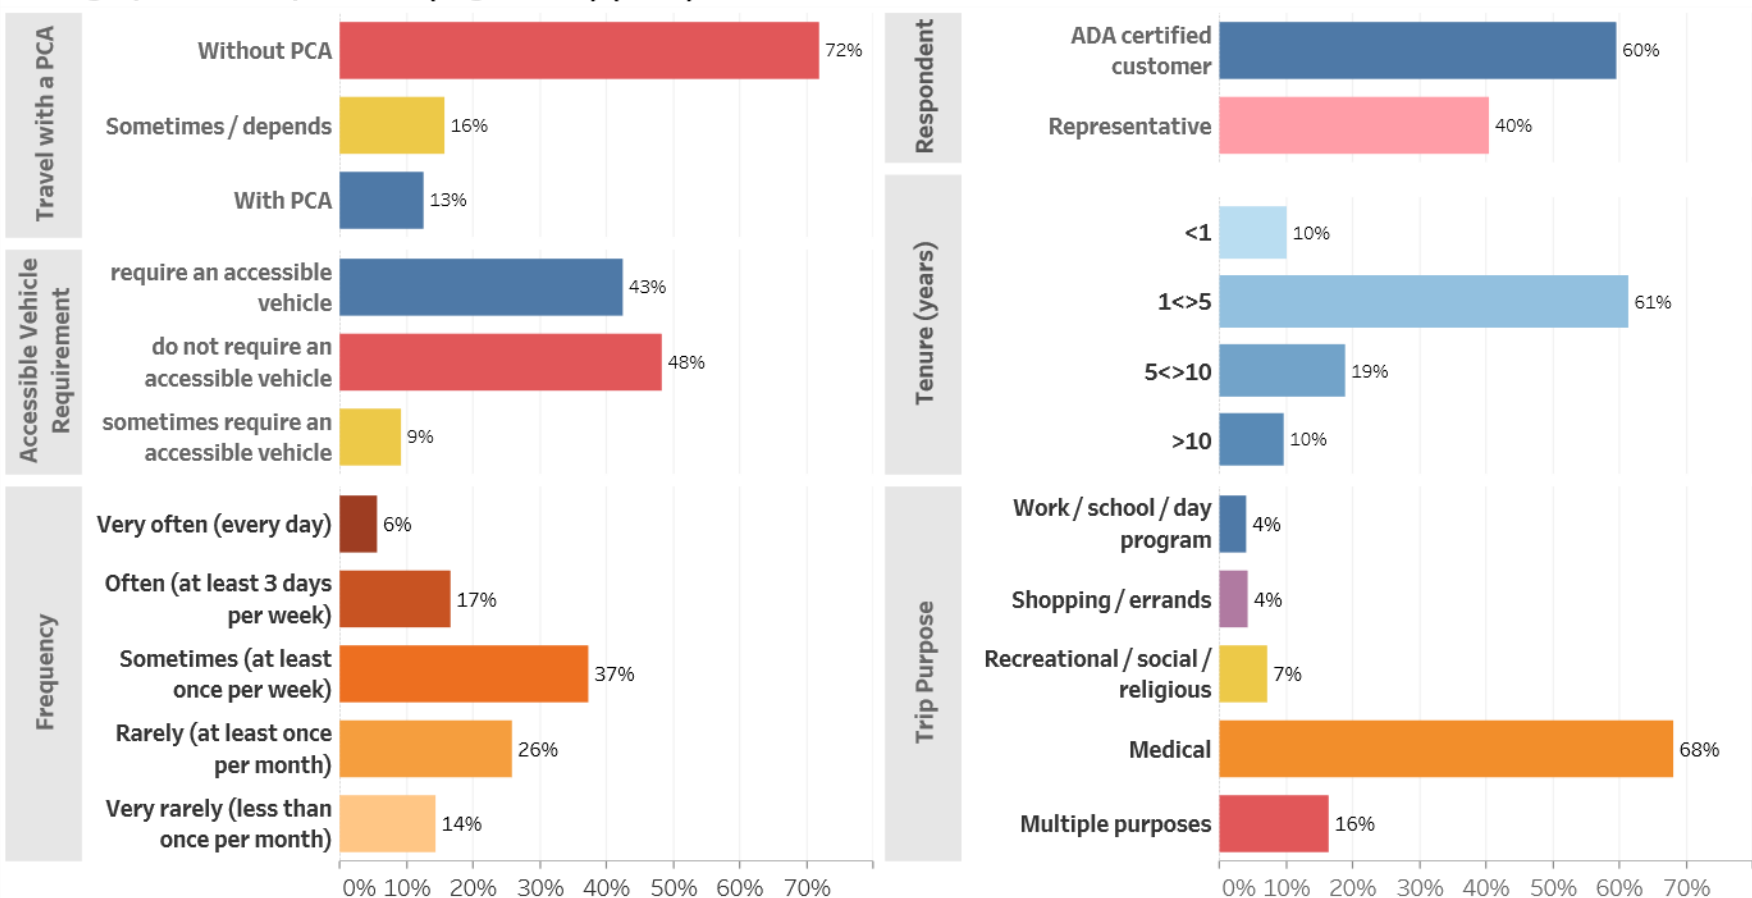 Travel with a PCA
Without PCA
72%
Sometimes / depends
16%
With PCA
13%
Accessible Vehicle
Requirement
require an accessible
vehicle
43%
do not require an
accessible vehicle
48%
sometimes require an
accessible vehicle
9%
Frequency
Very often (every day)
6%
Often (at least 3 days
per week)
17%
Sometimes (at least
once per week)
37%
Rarely (at least once
per month)
26%
Very rarely (less than
once per month)
14%
0% 10% 20% 30% 40% 50% 60% 70%
Respondent
ADA certified
customer
60%
Representative
40%
Tenure (years)
<1
10%
1<>5
61%
5<>10
19%
>10
10%
Trip Purpose
Work / school / day
program
4%
Shopping / errands
4%
Recreational / social /
religious
7%
Medical
68%
Multiple purposes
16%
0% 10% 20% 30% 40% 50% 60% 70%